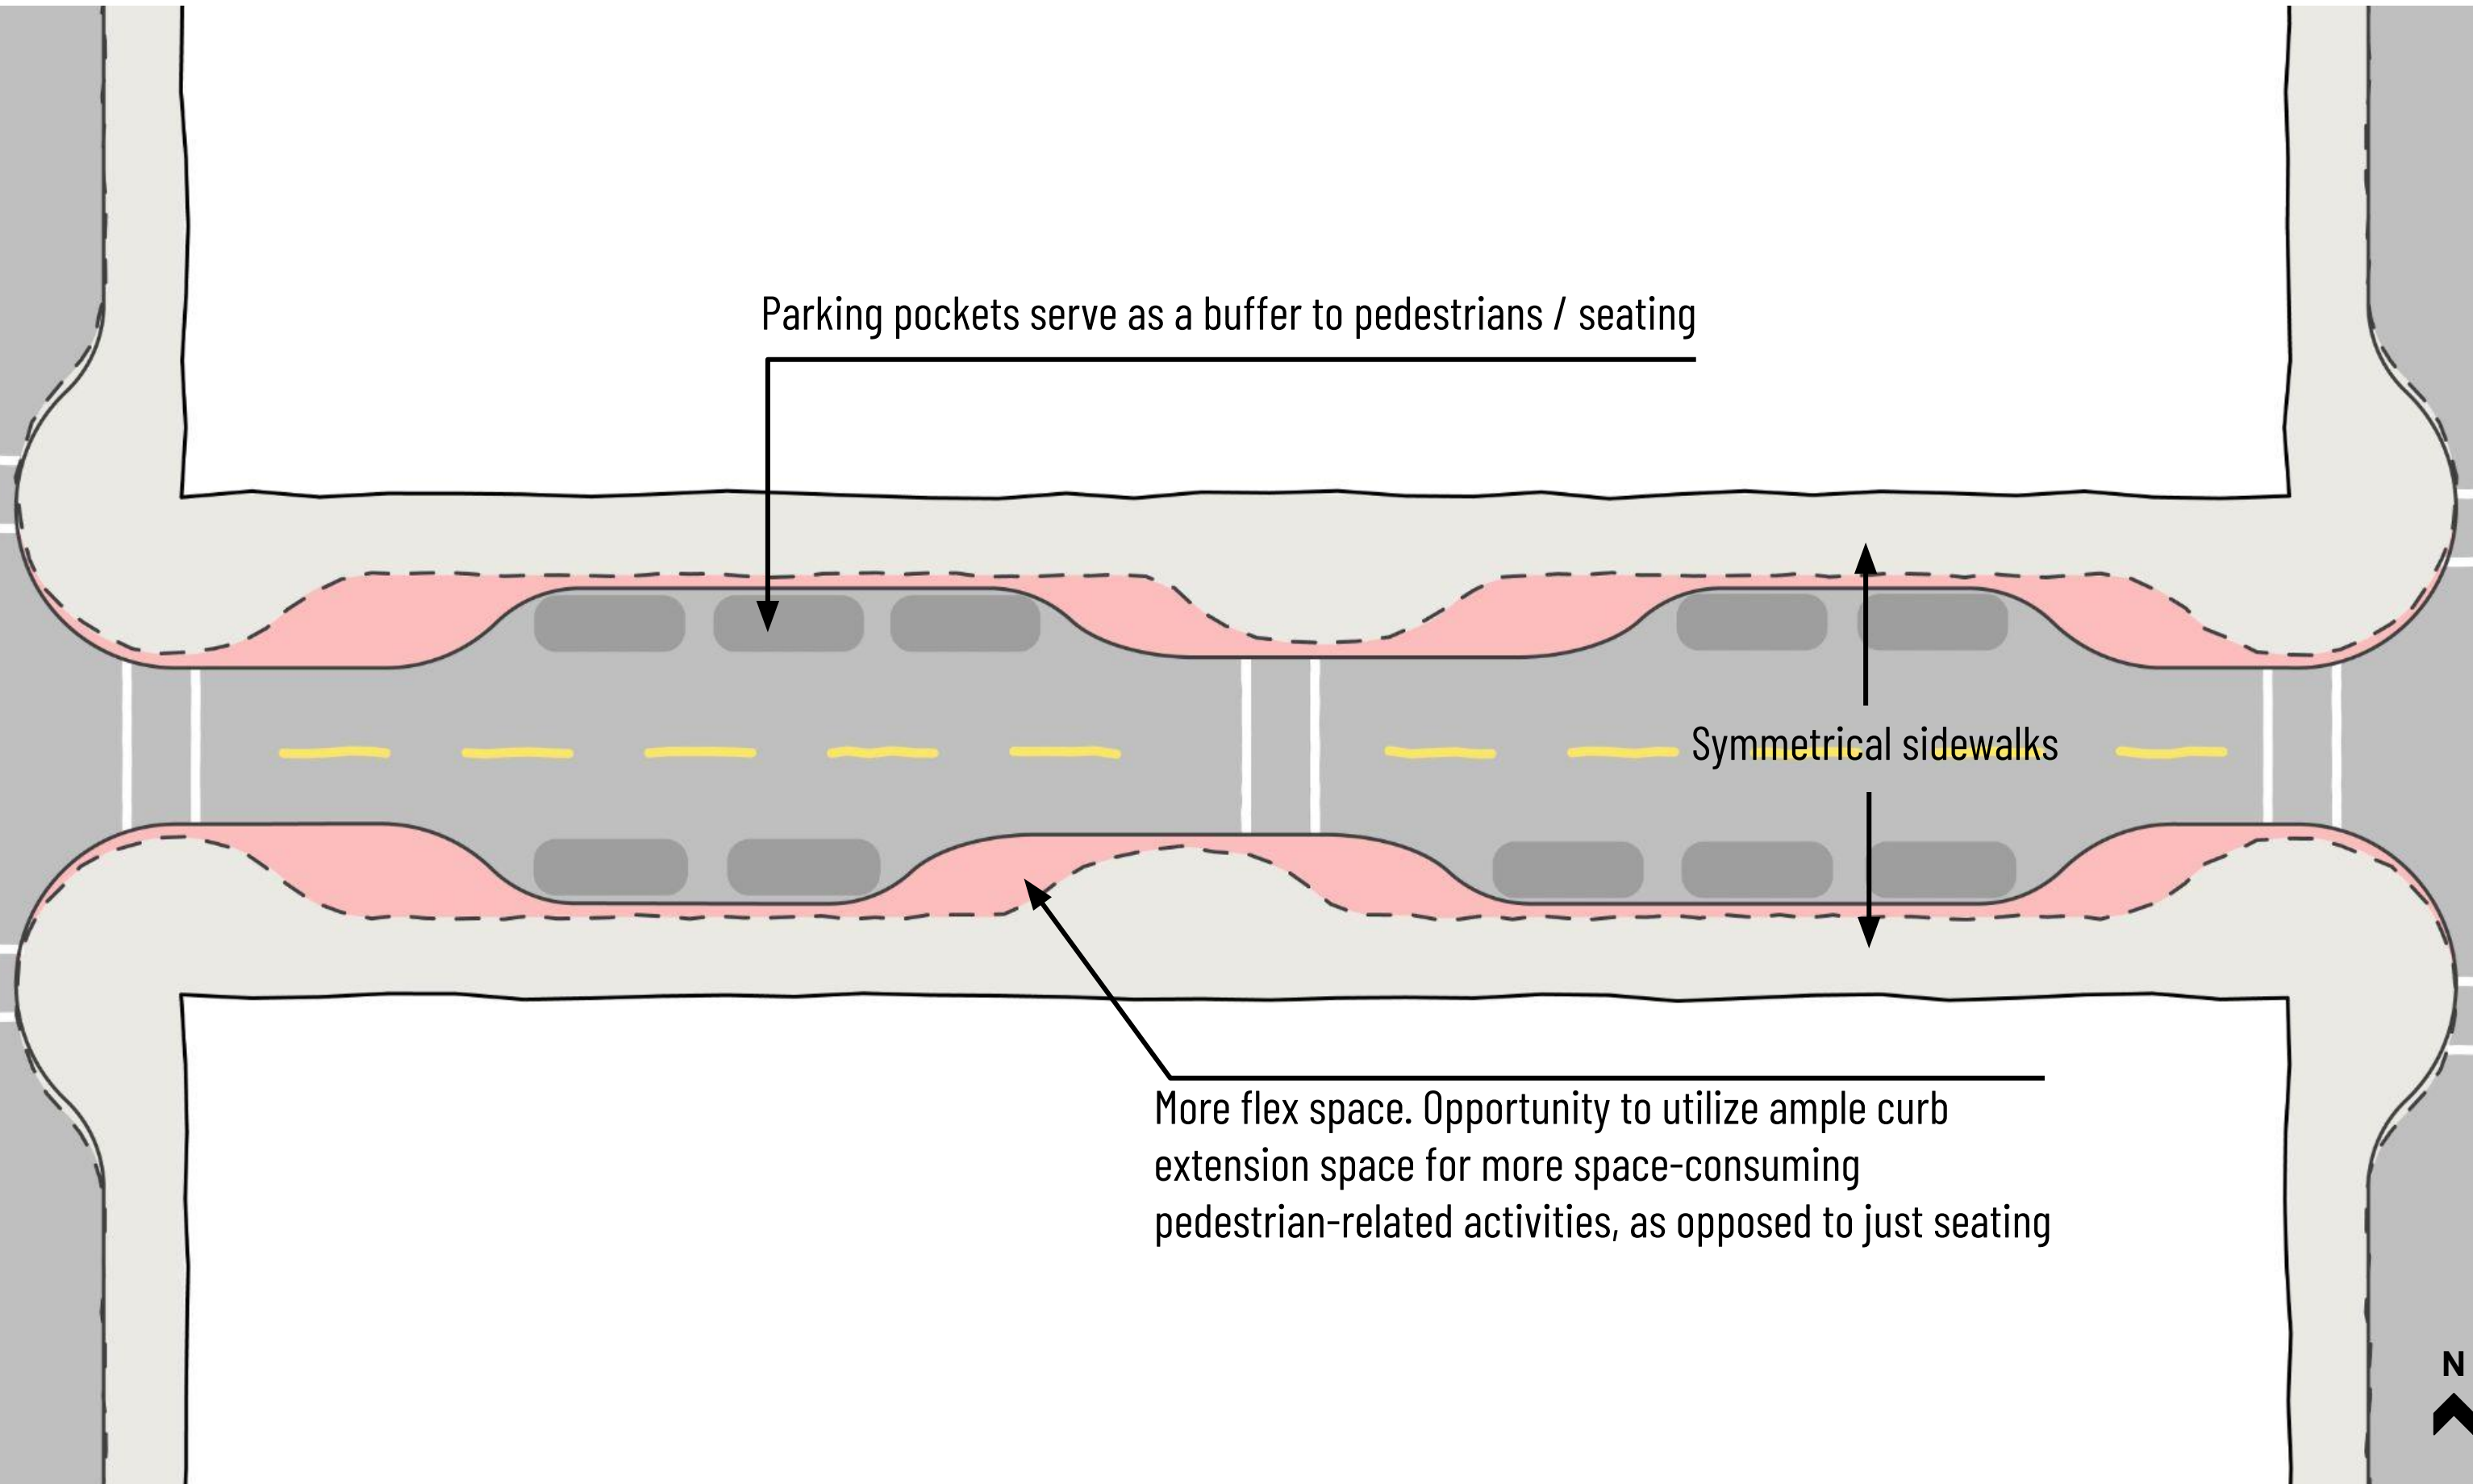 Parking pockets serve as a buffer to pedestrians / seating
Symmetrical sidewalks
More flex space. Opportunity to utilize ample curb
extension space for more space-consuming
pedestrian-related activities, as opposed to just seating
N